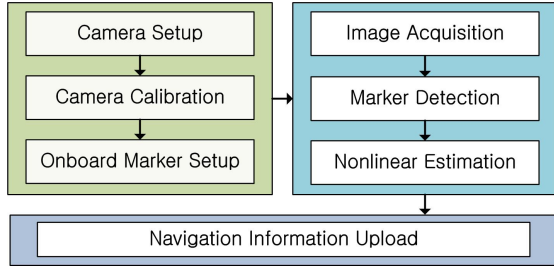 Camera Setup
Camera Calibration
Onboard Marker Setup
Image Acquisition
Marker Detection
Nonlinear Estimation
Navigation Information Upload